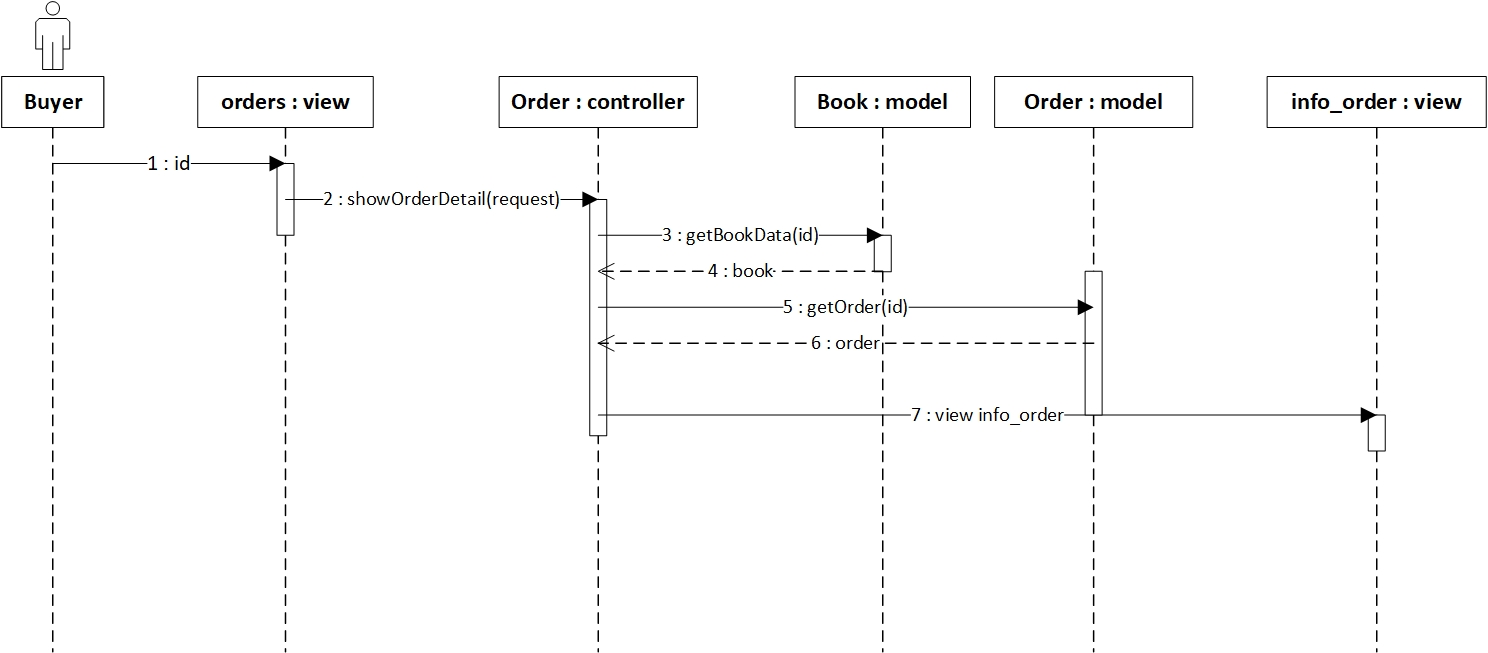 Buyer
orders : view
Order : controller
Book : model
Order : model
info_order : view
1 : id
2 : showOrderDetail(request)
3 : getBookData(id)
4 : book
5 : getOrder(id)
6 : order
7 : view info_order